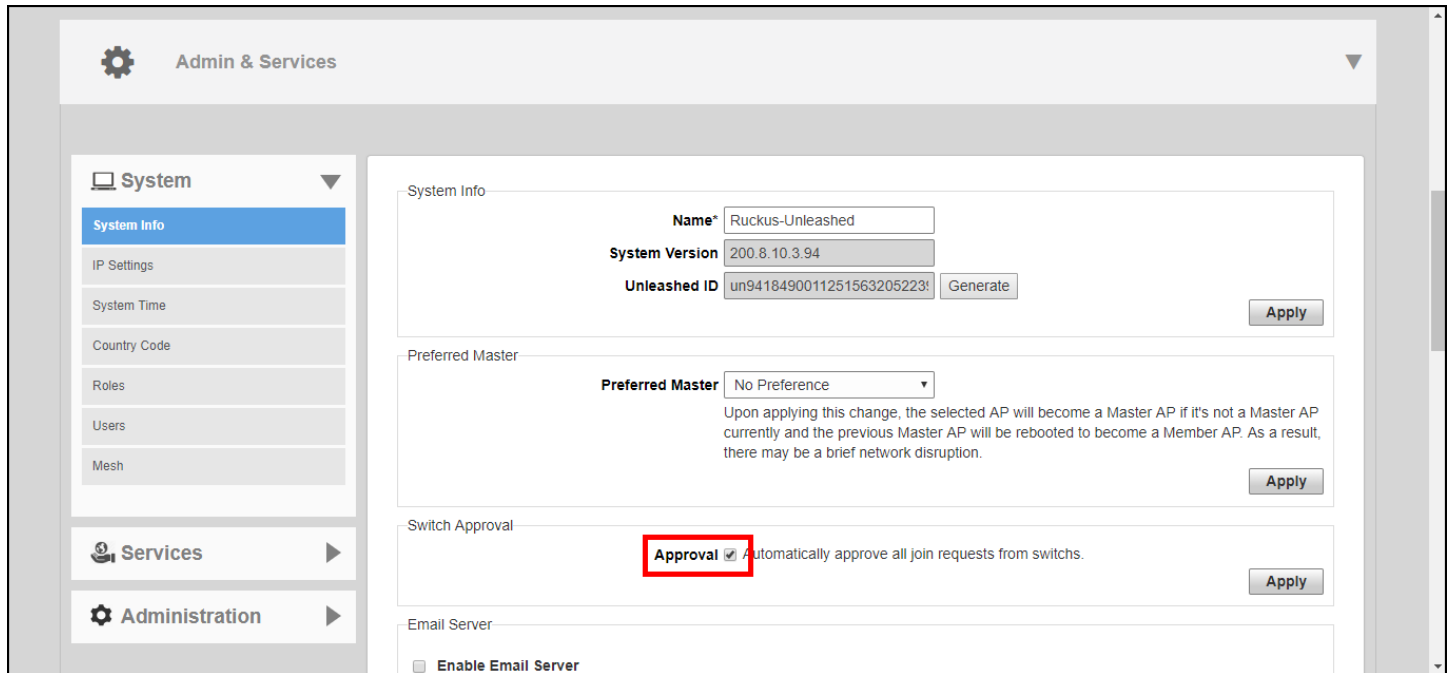 Admin & Services
System
System Info
IP Settings
System Time
Country Code
Roles
Users
Mesh
Services
Administration
System Info
Name* Ruckus-Unleashed
System Version 200.8.10.3.94
Unleashed ID un9418490011251563205223 Generate
Apply
Preferred Master
Preferred Master No Preference
Upon applying this change, the selected AP will become a Master AP if it's not a Master AP
currently and the previous Master AP will be rebooted to become a Member AP. As a result,
there may be a brief network disruption.
Apply
Switch Approval
Approval Automatically approve all join requests from switchs.
Apply
Email Server
Enable Email Server